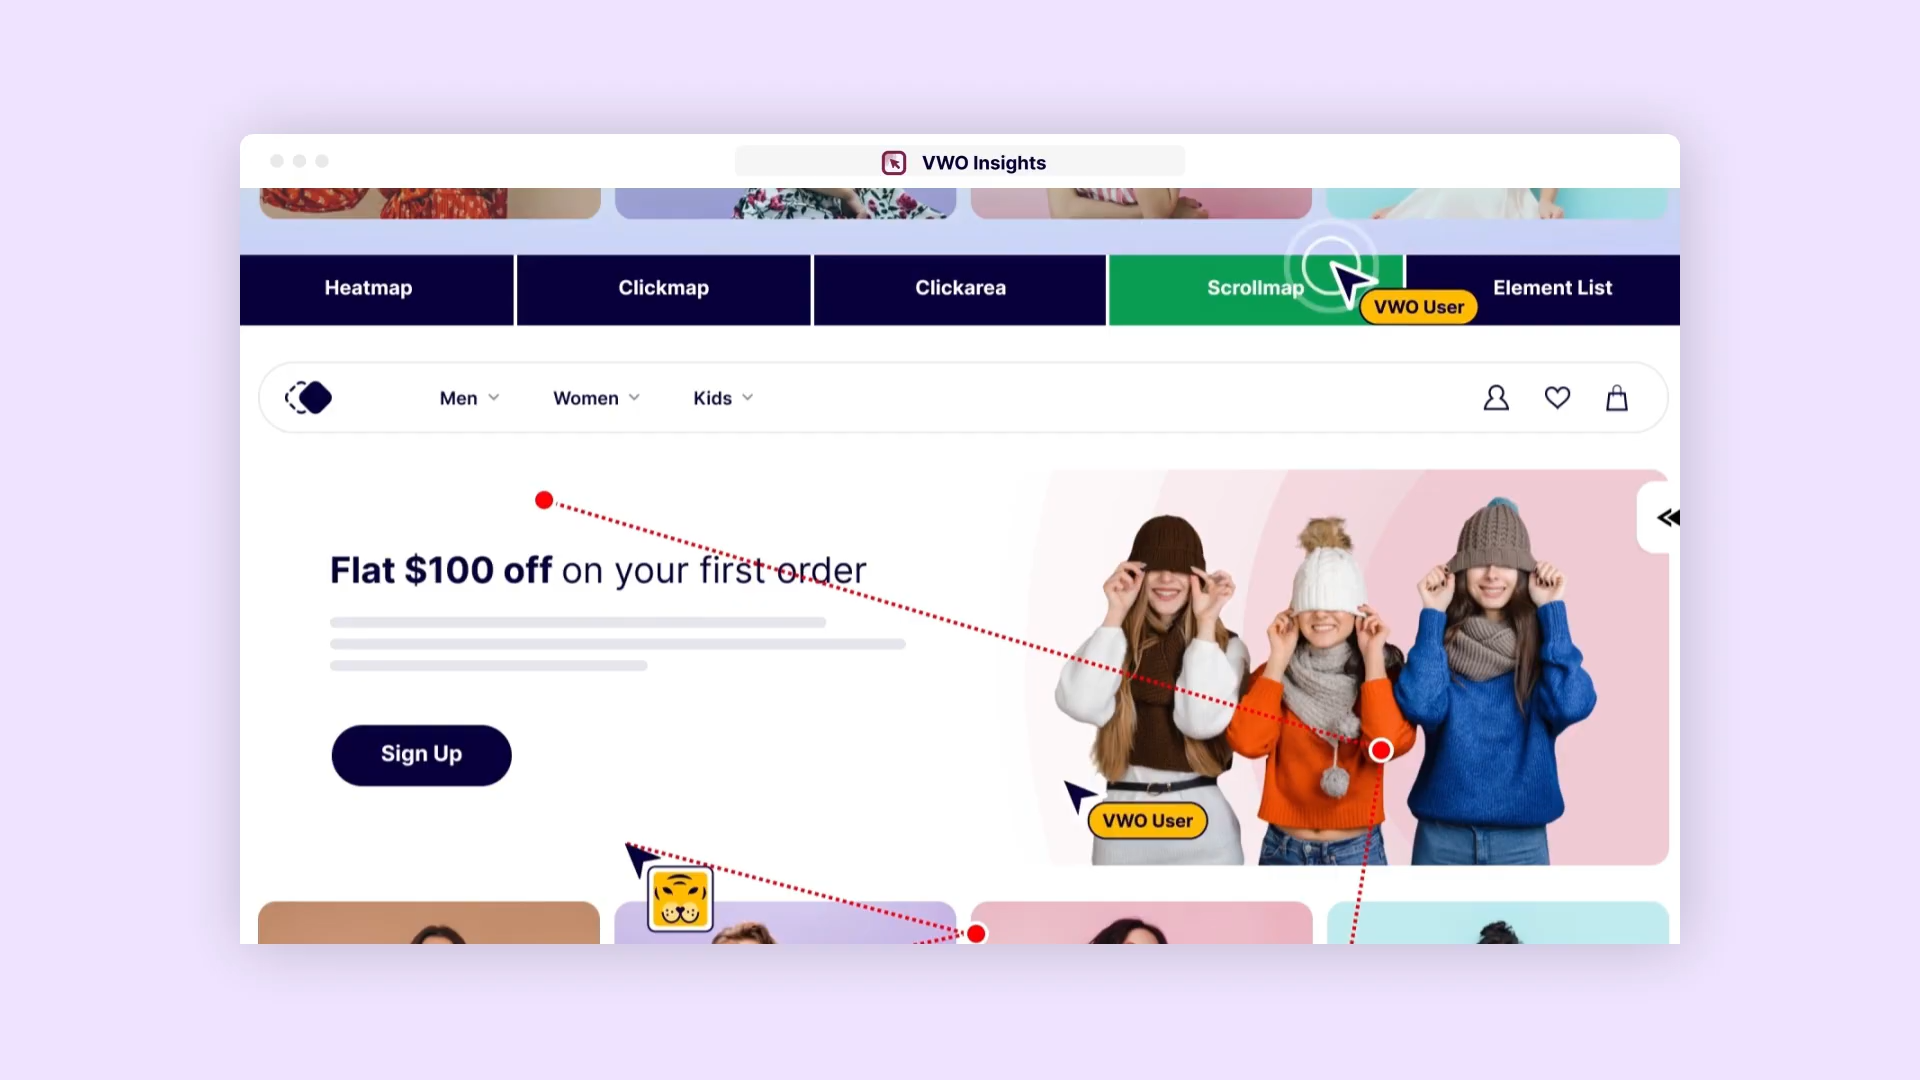 VWO Insights
Heatmap
Clickmap
Clickarea
Scrollmap
Element List
VWO User
Men
Women
Kids
Flat $100 off on your first order
Sign Up
VWO User